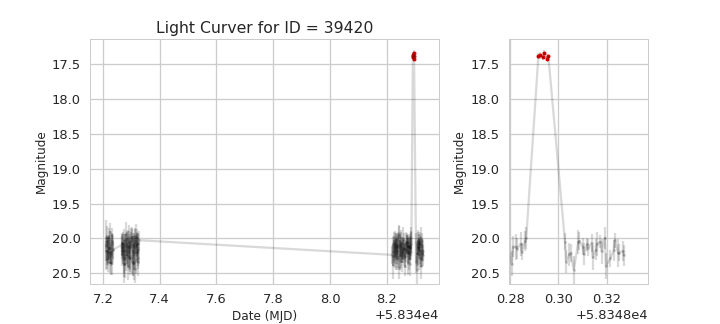 Light Curver for ID = 39420
Magnitude
17.5
18.0
18.5
19.0
19.5
20.0
20.5
7.2 7.4 7.6 7.8 8.0 8.2
Date (MJD)
+5.834e4
Magnitude
17.5
18.0
18.5
19.0
19.5
20.0
20.5
0.28 0.30 0.32
+5.8348e4